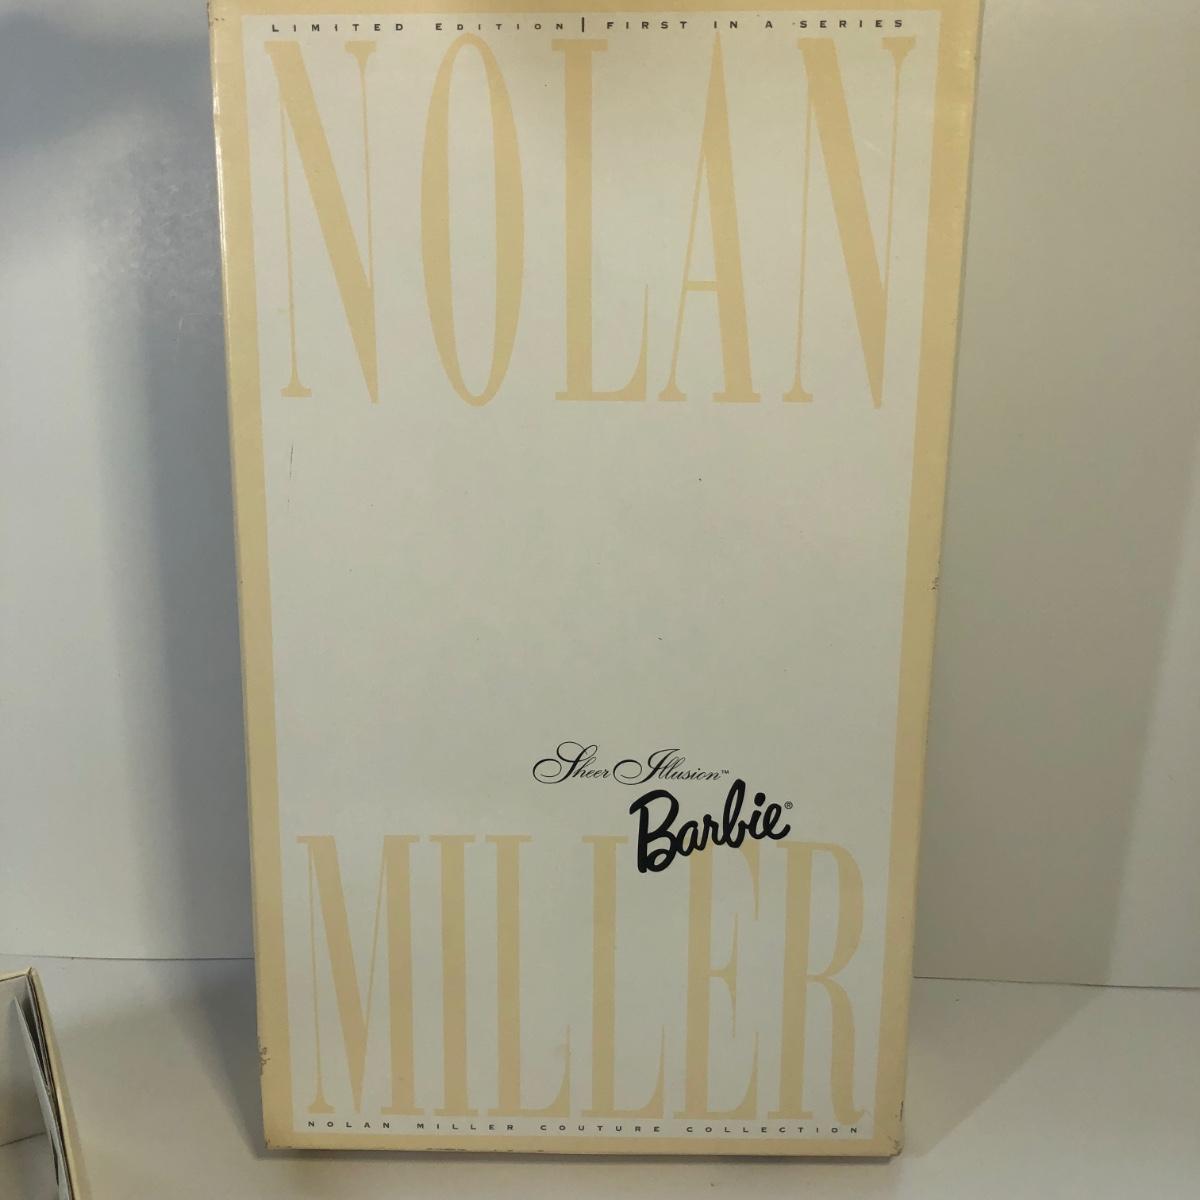 LIMITED EDITION | FIRST IN A SERIES
NOLAN
Sheer Illusion™
Barbie®
MILLER
NOLAN MILLER COUTURE COLLECTION